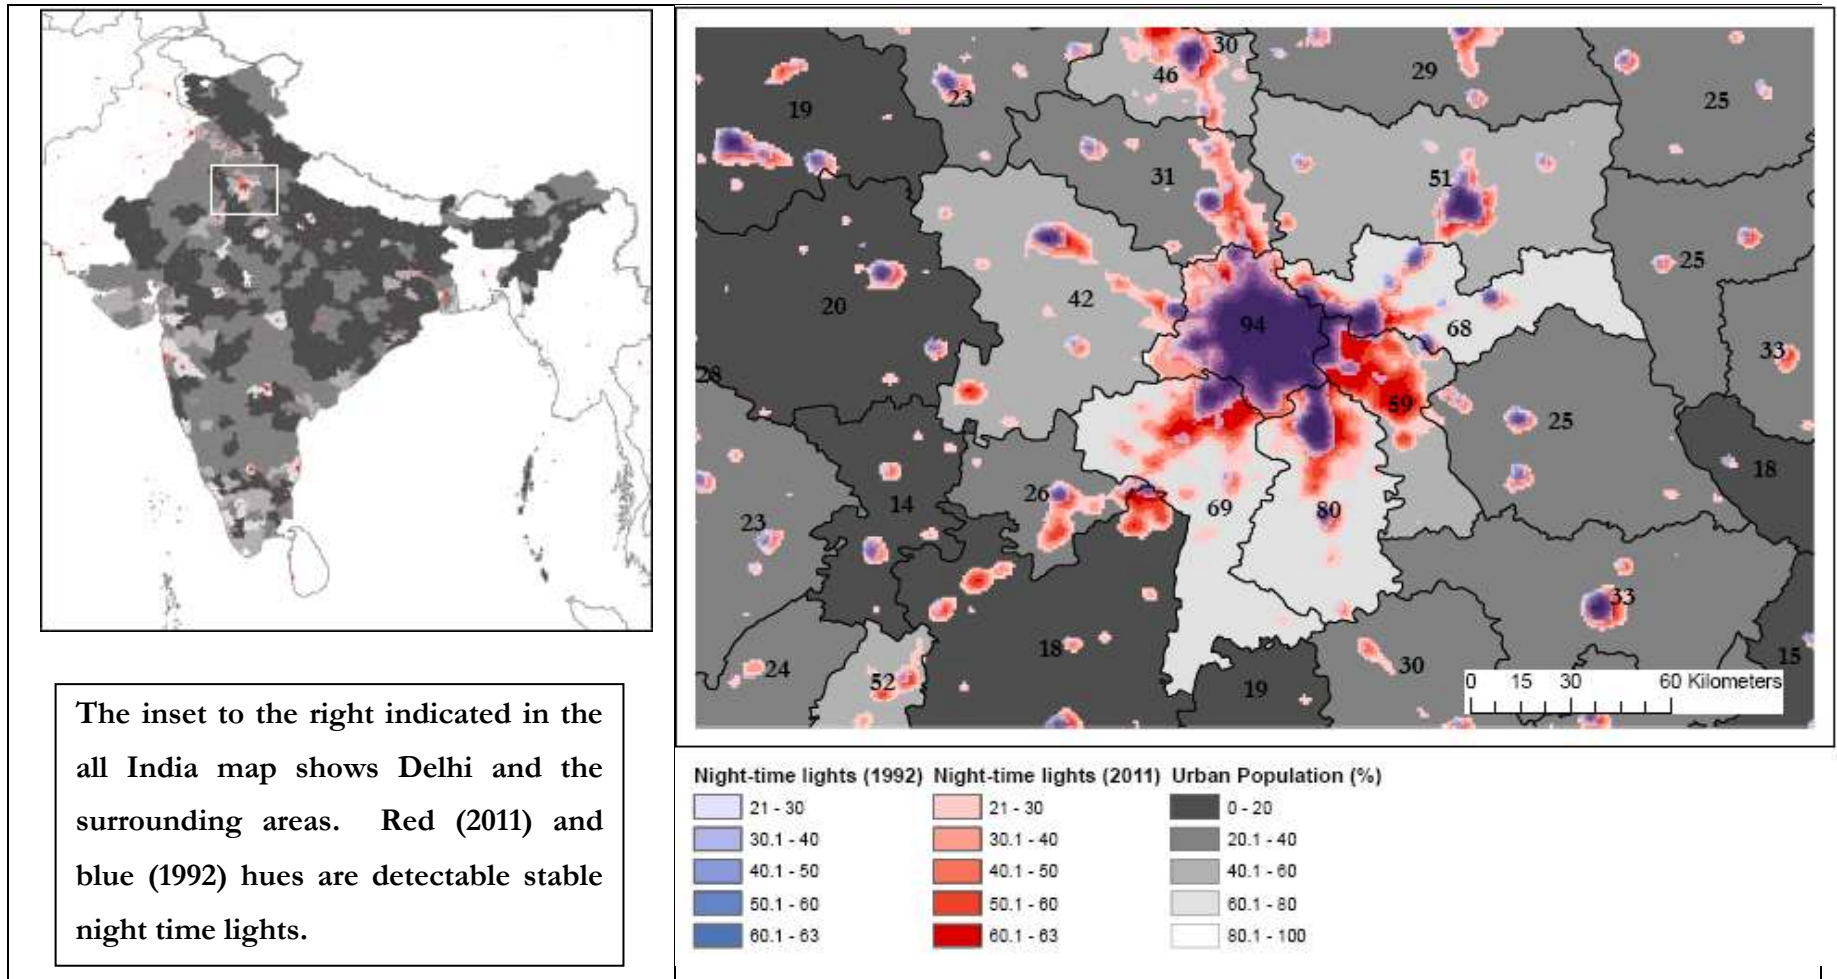 30
46
29
23
19
25
31
51
20
42
94
25
68
28
33
59
25
18
26
14
69
80
23
33
18
24
52
19
30
15
0 15 30 60 Kilometers
The inset to the right indicated in the
all India map shows Delhi and the
surrounding areas. Red (2011) and
blue (1992) hues are detectable stable
night time lights.
Night-time lights (1992) Night-time lights (2011) Urban Population (%)
21 - 30 21 - 30 0 - 20
30.1 - 40 30.1 - 40 20.1 - 40
40.1 - 50 40.1 - 50 40.1 - 60
50.1 - 60 50.1 - 60 60.1 - 80
60.1 - 63 60.1 - 63 80.1 - 100